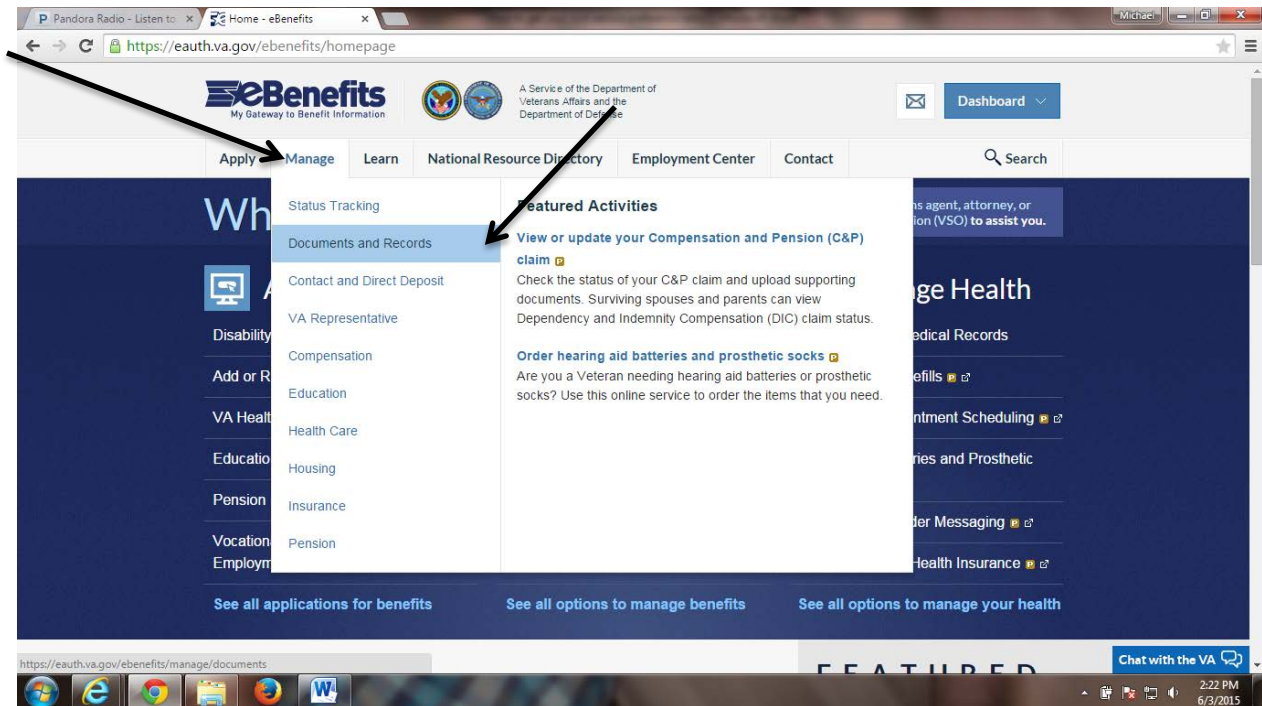 Pandora Radio - Listen to
Home - eBenefits
Michael
https://eauth.va.gov/ebenefits/homepage
eBenefits
My Gateway to Benefit Information
A Service of the Department of
Veterans Affairs and the
Department of Defense
Dashboard
Apply Manage Learn National Resource Directory Employment Center Contact Search
Wh
ns agent, attorney, or
ion (VSO) to assist you.
Status Tracking
Documents and Records
Contact and Direct Deposit
VA Representative
Compensation
Education
Health Care
Housing
Insurance
Pension
Featured Activities
View or update your Compensation and Pension (C&P)
claim P
Check the status of your C&P claim and upload supporting
documents. Surviving spouses and parents can view
Dependency and Indemnity Compensation (DIC) claim status.
Order hearing aid batteries and prosthetic socks P
Are you a Veteran needing hearing aid batteries or prosthetic
socks? Use this online service to order the items that you need.
A
Disability
Add or R
VA Healt
Educatio
Pension
Vocation
Employm
age Health
edical Records
efills P
ntment Scheduling P
ries and Prosthetic
der Messaging P
Health Insurance P
See all applications for benefits
See all options to manage benefits
See all options to manage your health
FEATURED
Chat with the VA
https://eauth.va.gov/ebenefits/manage/documents
2:22 PM
6/3/2015